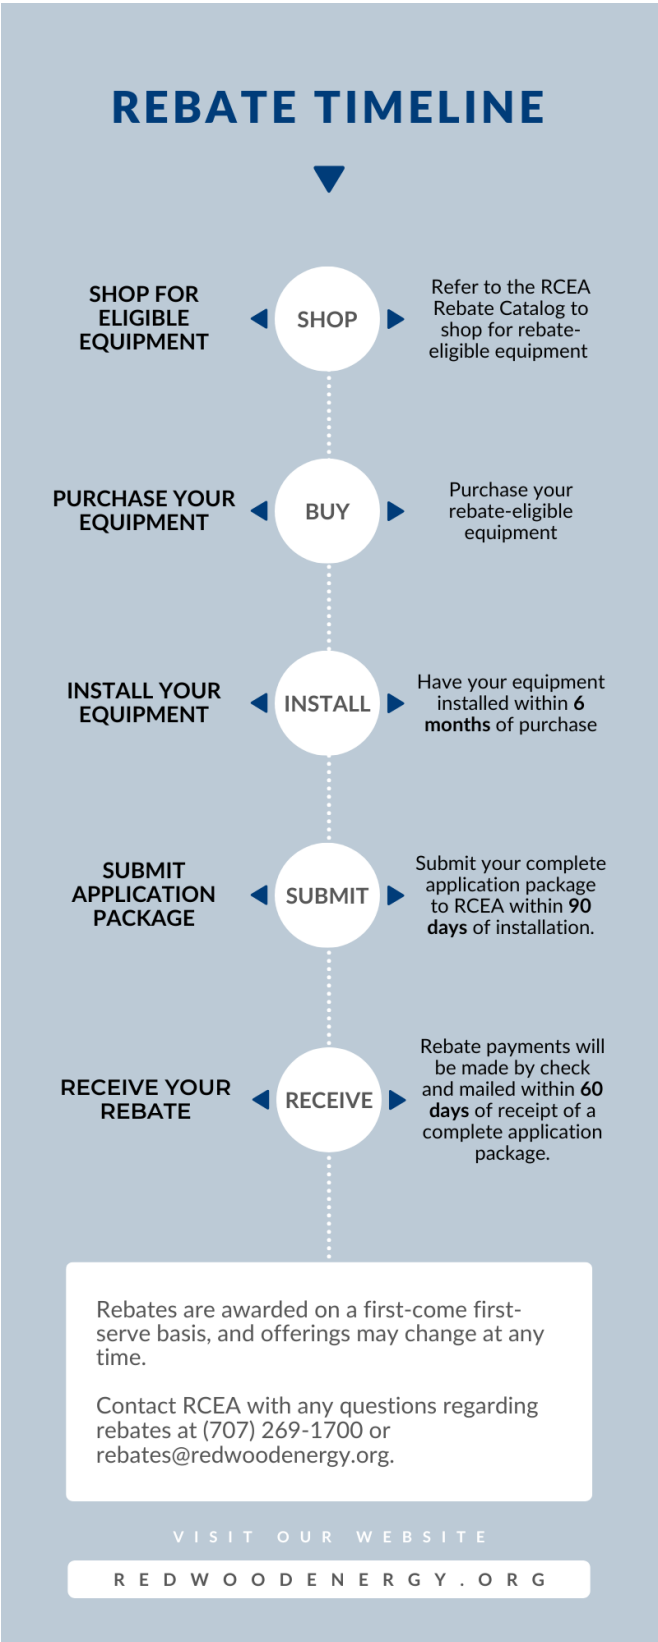 REBATE TIMELINE
SHOP FOR
ELIGIBLE
EQUIPMENT
SHOP
Refer to the RCEA
Rebate Catalog to
shop for rebate-
eligible equipment
PURCHASE YOUR
EQUIPMENT
BUY
Purchase your
rebate-eligible
equipment
INSTALL YOUR
EQUIPMENT
INSTALL
Have your equipment
installed within 6
months of purchase
SUBMIT
APPLICATION
PACKAGE
SUBMIT
Submit your complete
application package
to RCEA within 90
days of installation.
RECEIVE YOUR
REBATE
RECEIVE
Rebate payments will
be made by check
and mailed within 60
days of receipt of a
complete application
package.
Rebates are awarded on a first-come first-
serve basis, and offerings may change at any
time.
Contact RCEA with any questions regarding
rebates at (707) 269-1700 or
rebates@redwoodenergy.org.
VISIT OUR WEBSITE
REDWOODENERGY.ORG